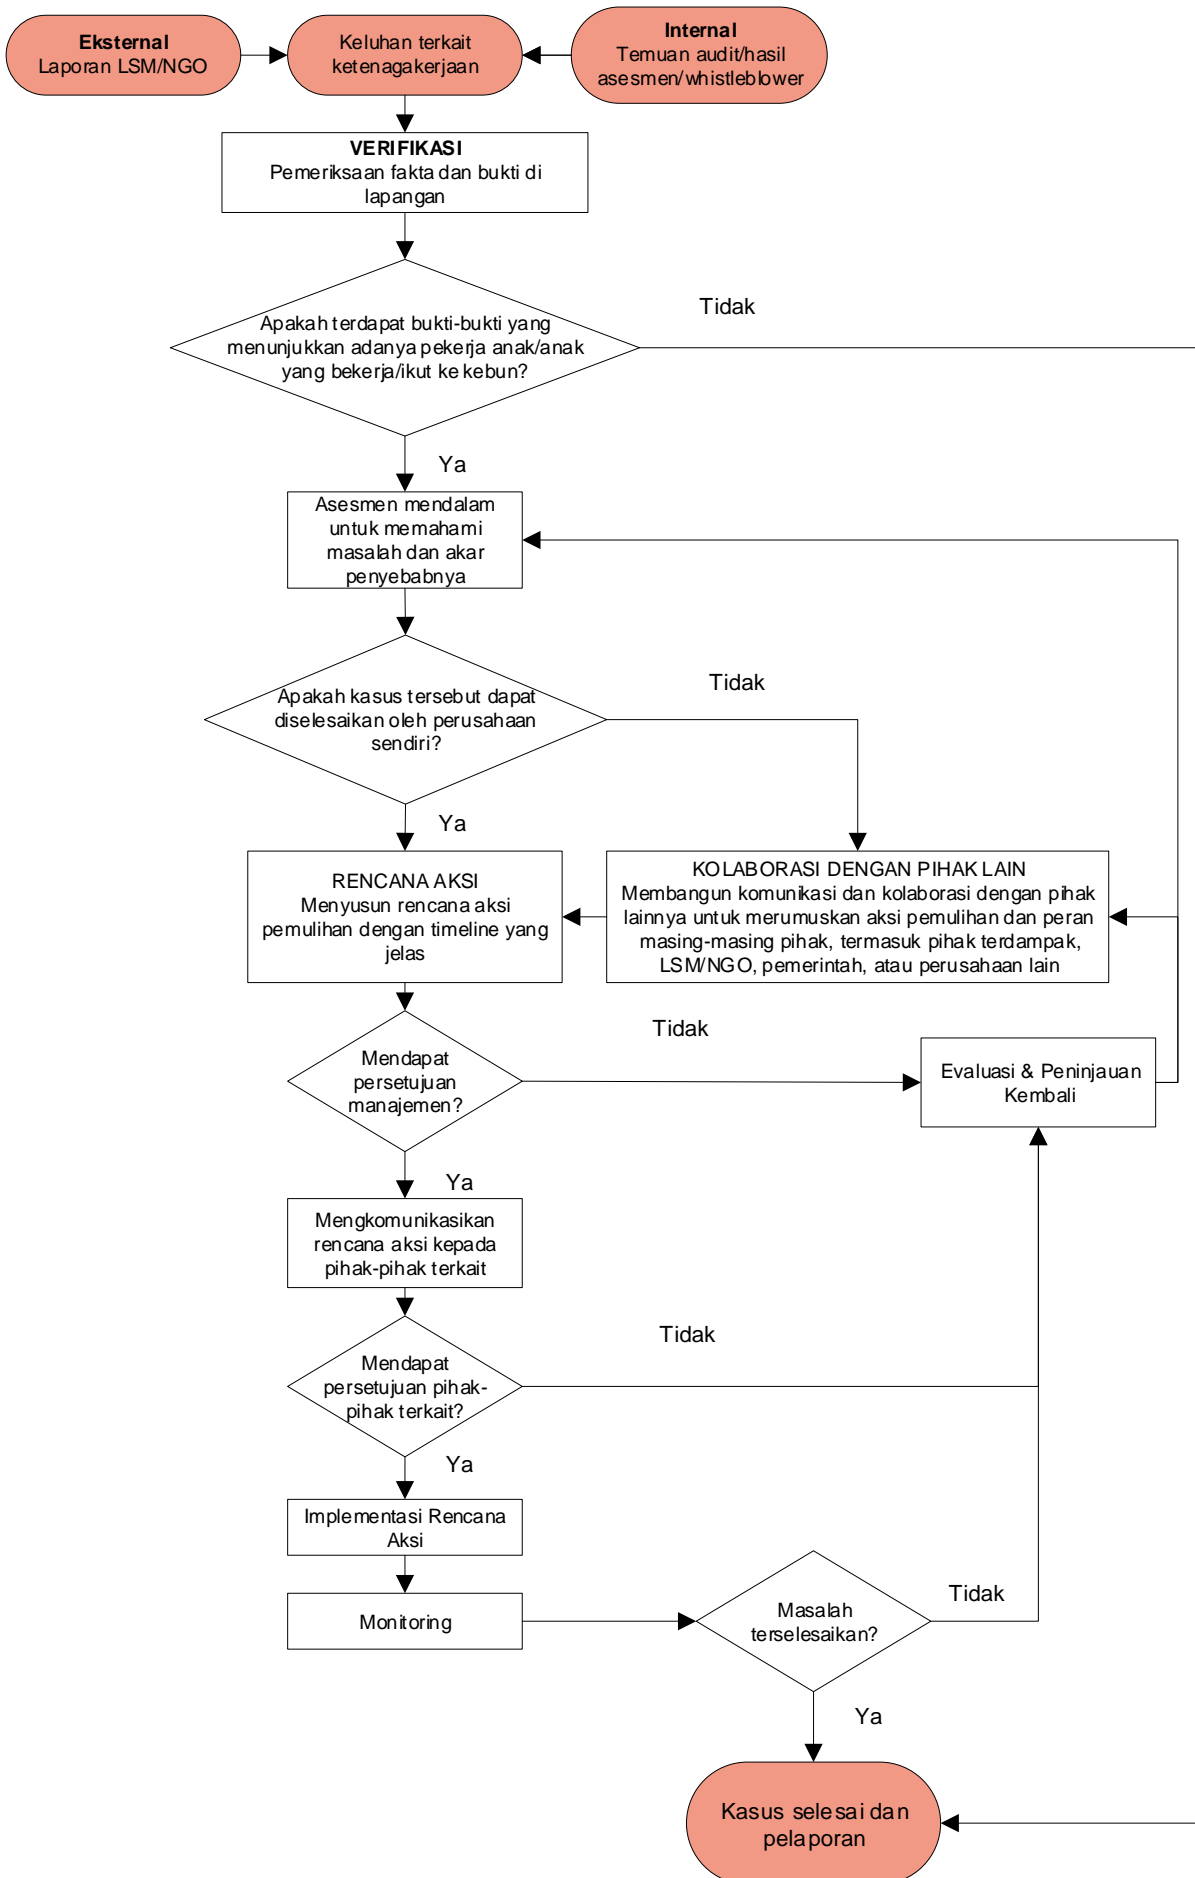 Eksternal
Laporan LSM/NGO
Keluhan terkait
ketenagakerjaan
Internal
Temuan audit/hasil
asesmen/whistleblower
VERIFIKASI
Pemeriksaan fakta dan bukti di
lapangan
Apakah terdapat bukti-bukti yang
menunjukkan adanya pekerja anak/anak
yang bekerja/ikut ke kebun?
Tidak
Ya
Asesmen mendalam
untuk memahami
masalah dan akar
penyebabnya
Apakah kasus tersebut dapat
diselesaikan oleh perusahaan
sendiri?
Tidak
Ya
RENCANA AKSI
Menyusun rencana aksi
pemulihan dengan timeline yang
jelas
KOLABORASI DENGAN PIHAK LAIN
Membangun komunikasi dan kolaborasi dengan pihak
lainnya untuk merumuskan aksi pemulihan dan peran
masing-masing pihak, termasuk pihak terdampak,
LSM/NGO, pemerintah, atau perusahaan lain
Mendapat
persetujuan
manajemen?
Tidak
Evaluasi & Peninjauan
Kembali
Ya
Mengkomunikasikan
rencana aksi kepada
pihak-pihak terkait
Mendapat
persetujuan pihak-
pihak terkait?
Tidak
Ya
Implementasi Rencana
Aksi
Monitoring
Masalah
terselesaikan?
Tidak
Ya
Kasus selesai dan
pelaporan